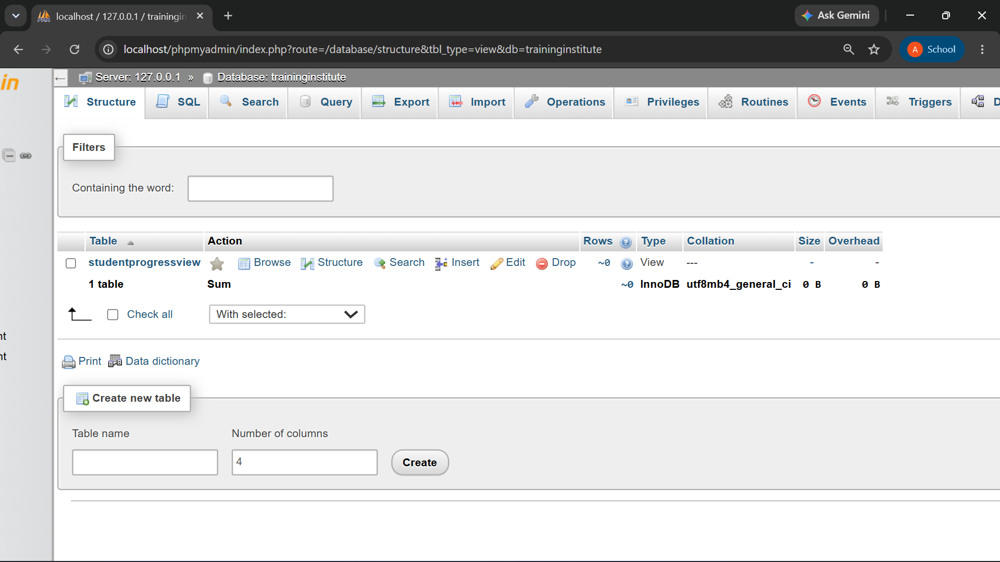 localhost / 127.0.0.1 / trainingin
Ask Gemini
localhost/phpmyadmin/index.php?route=/database/structure&tbl_type=view&db=traininginstitute
A School
in
Server: 127.0.0.1 » Database: traininginstitute
Structure SQL Search Query Export Import Operations Privileges Routines Events Triggers D
Filters
Containing the word:
Table Action Rows Type Collation Size Overhead
studentprogressview Browse Structure Search Insert Edit Drop ~0 View --- - -
1 table Sum ~0 InnoDB utf8mb4_general_ci 0 B 0 B
Check all With selected:
nt
nt
Print Data dictionary
Create new table
Table name Number of columns
4 Create